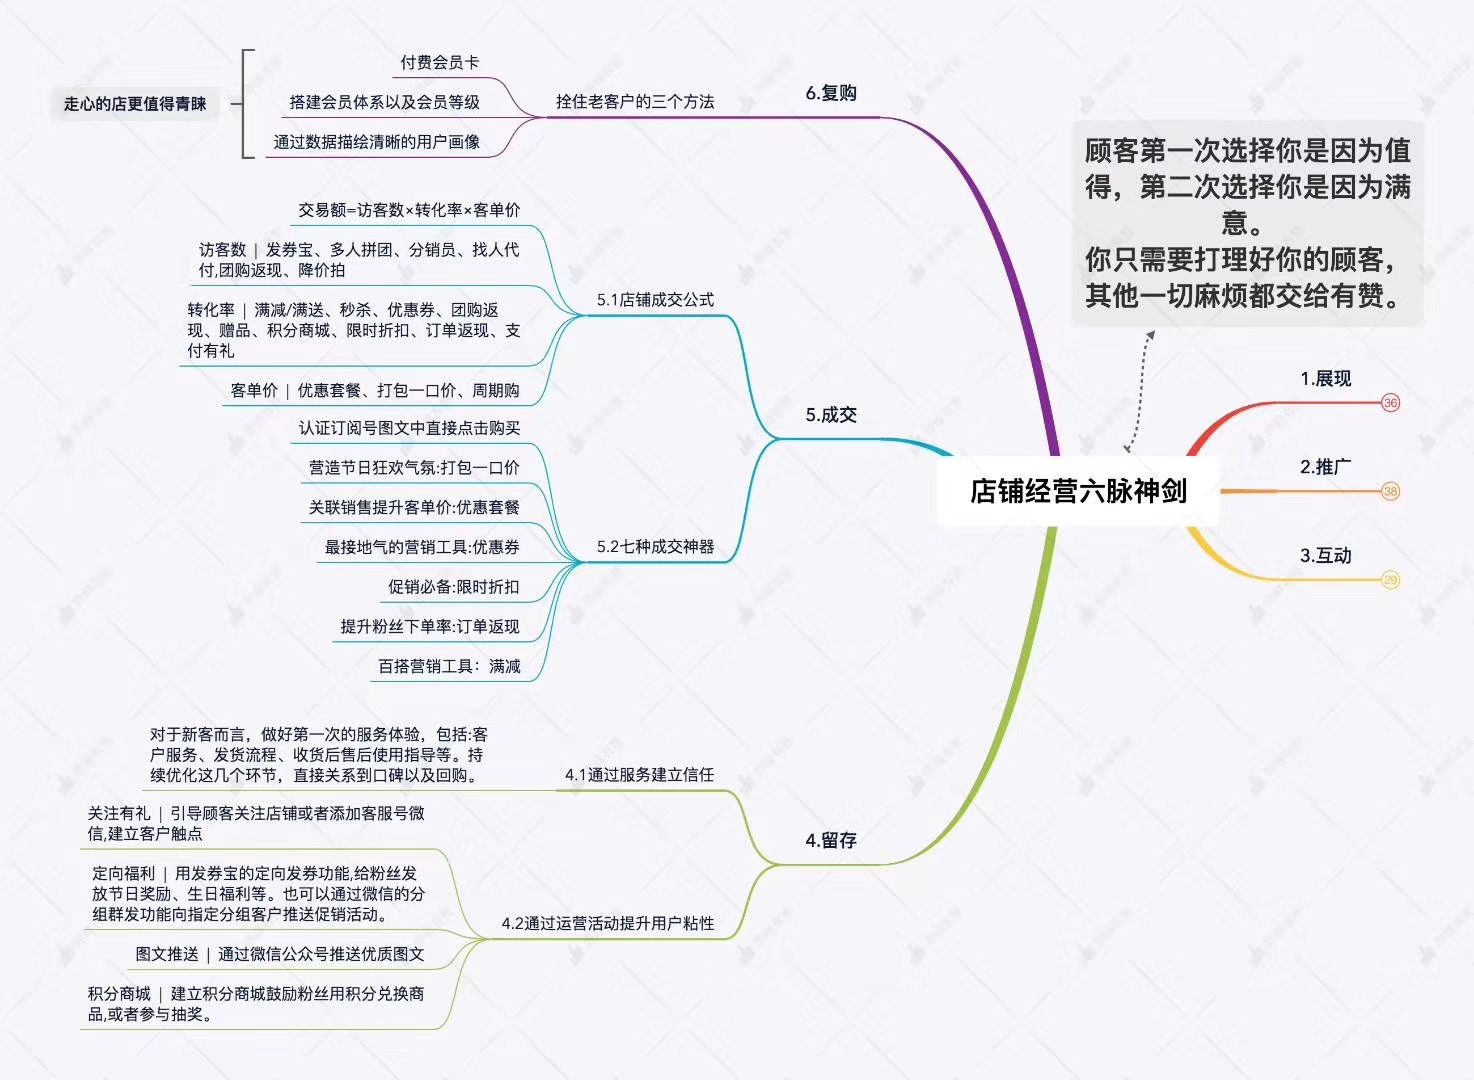 走心的店更值得青睐
付费会员卡
搭建会员体系以及会员等级
通过数据描绘清晰的用户画像
拴住老客户的三个方法
6.复购
顾客第一次选择你是因为值
得，第二次选择你是因为满
意。
你只需要打理好你的顾客，
其他一切麻烦都交给有赞。
交易额=访客数×转化率×客单价
访客数 | 发券宝、多人拼团、分销员、找人代
付,团购返现、降价拍
转化率 | 满减/满送、秒杀、优惠券、团购返
现、赠品、积分商城、限时折扣、订单返现、支
付有礼
客单价 | 优惠套餐、打包一口价、周期购
5.1店铺成交公式
认证订阅号图文中直接点击购买
营造节日狂欢气氛:打包一口价
关联销售提升客单价:优惠套餐
最接地气的营销工具:优惠券
促销必备:限时折扣
提升粉丝下单率:订单返现
百搭营销工具：满减
5.2七种成交神器
5.成交
店铺经营六脉神剑
1.展现
36
2.推广
38
3.互动
29
对于新客而言，做好第一次的服务体验，包括:客
户服务、发货流程、收货后售后使用指导等。持
续优化这几个环节，直接关系到口碑以及回购。
4.1通过服务建立信任
关注有礼 | 引导顾客关注店铺或者添加客服号微
信,建立客户触点
定向福利 | 用发券宝的定向发券功能,给粉丝发
放节日奖励、生日福利等。也可以通过微信的分
组群发功能向指定分组客户推送促销活动。
图文推送 | 通过微信公众号推送优质图文
积分商城 | 建立积分商城鼓励粉丝用积分兑换商
品,或者参与抽奖。
4.2通过运营活动提升用户粘性
4.留存